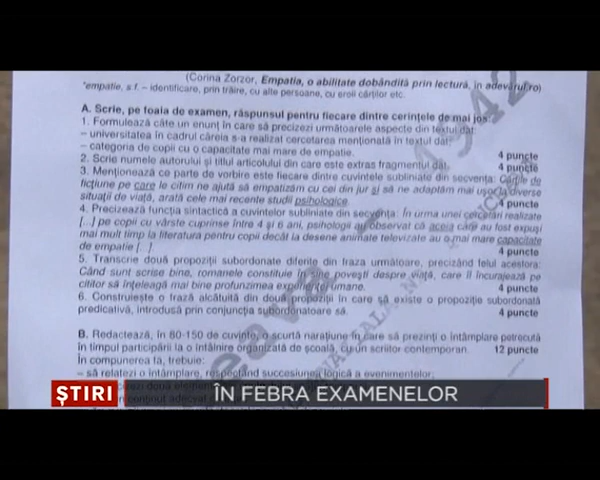 (Corina Zorzor, Empatia, o abilitate dobândită prin lectură, în adevărul.ro)
*empatie, s.f. – identificare, prin trăire, cu alte persoane, cu eroii cărților etc.
A. Scrie, pe foaia de examen, răspunsul pentru fiecare dintre cerințele de mai jos:
1. Formulează câte un enunț în care să precizezi următoarele aspecte din textul dat:
– universitatea în cadrul căreia s-a realizat cercetarea menționată în textul dat;
– categoria de copii cu o capacitate mai mare de empatie. 4 puncte
2. Scrie numele autorului și titlul articolului din care este extras fragmentul dat. 4 puncte
3. Menționează ce parte de vorbire este fiecare dintre cuvintele subliniate din secvența: Cărțile de
ficțiune pe care le citim ne ajută să empatizăm cu cei din jur și să ne adaptăm mai ușor la diverse
situații de viață, arată cele mai recente studii psihologice. 4 puncte
4. Precizează funcția sintactică a cuvintelor subliniate din secvența: În urma unei cercetări realizate
[...] pe copii cu vârste cuprinse între 4 și 6 ani, psihologii au observat că aceia care au fost expuși
mai mult timp la literatura pentru copii decât la desene animate televizate au o mai mare capacitate
de empatie [...]. 4 puncte
5. Transcrie două propoziții subordonate diferite din fraza următoare, precizând felul acestora:
Când sunt scrise bine, romanele constituie în fapt povești despre viață, care îl încurajează pe
cititor să înțeleagă mai bine profunzimea experienței umane. 4 puncte
6. Construiește o frază alcătuită din două propoziții în care să existe o propoziție subordonată
predicativă, introdusă prin conjuncția subordonatoare să. 4 puncte
B. Redactează, în 80-150 de cuvinte, o scurtă narațiune în care să prezinți o întâmplare petrecută
în timpul participării la o întâlnire organizată de școală, cu un scriitor contemporan. 12 puncte
În compunerea ta, trebuie:
– să relatezi o întâmplare, respectând succesiunea logică a evenimentelor;
două
conținut adecvat
ȘTIRI ÎN FEBRA EXAMENELOR